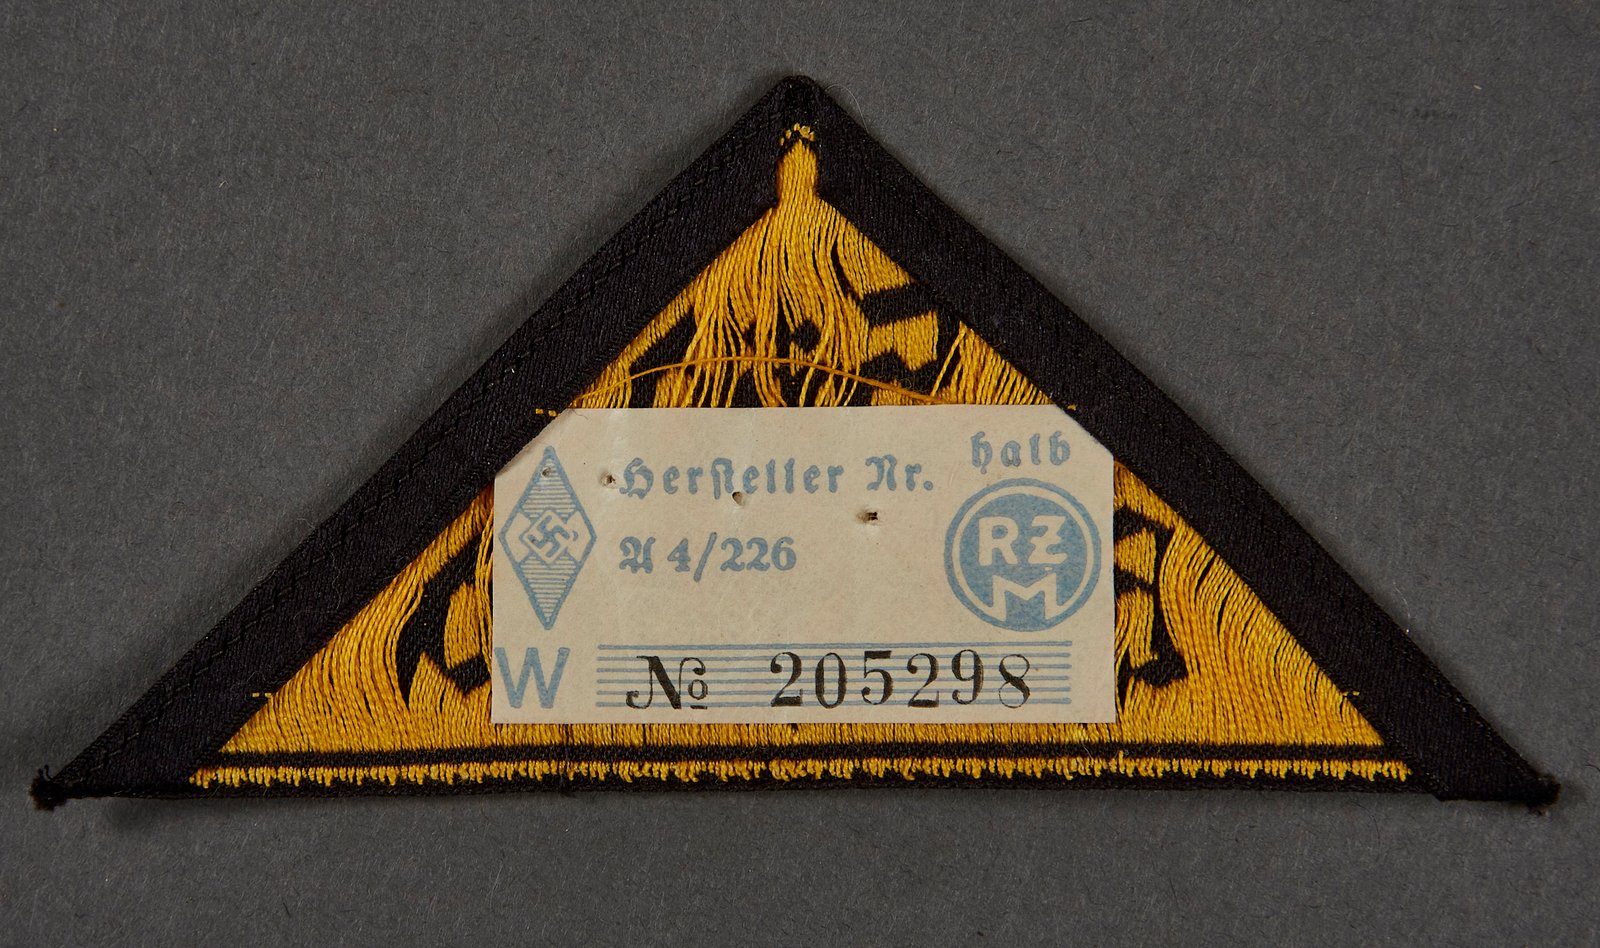 halb
Hersteller Nr.
A 4/226
RZM
W
№ 205298